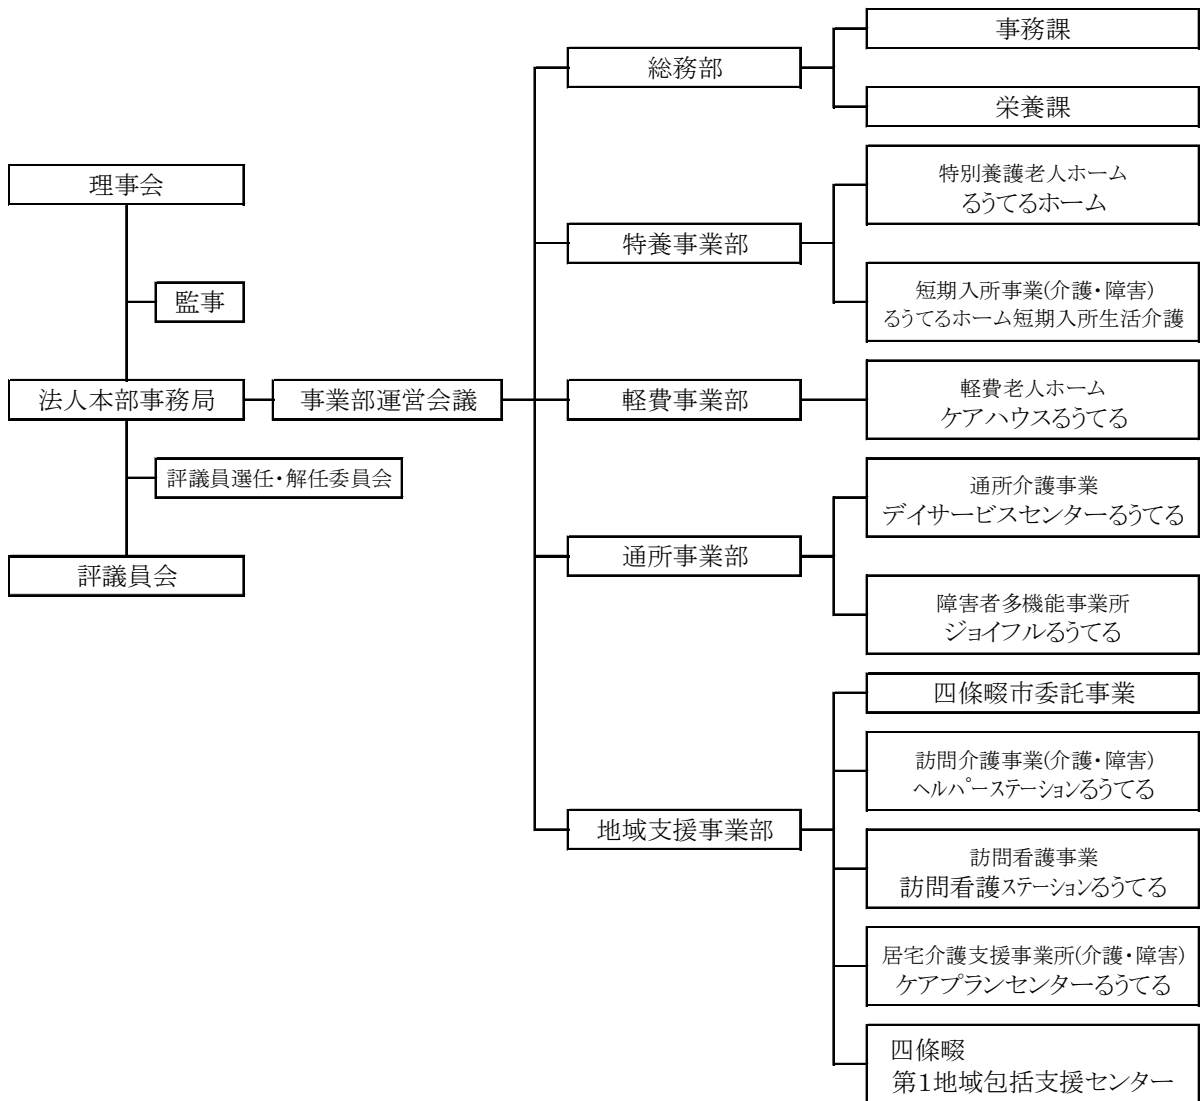 理事会
監事
法人本部事務局
評議員選任・解任委員会
評議員会
事業部運営会議
総務部
事務課
栄養課
特養事業部
特別養護老人ホーム
るうてるホーム
短期入所事業(介護・障害)
るうてるホーム短期入所生活介護
軽費事業部
軽費老人ホーム
ケアハウスるうてる
通所事業部
通所介護事業
デイサービスセンターるうてる
障害者多機能事業所
ジョイフルるうてる
地域支援事業部
四條畷市委託事業
訪問介護事業(介護・障害)
ヘルパーステーションるうてる
訪問看護事業
訪問看護ステーションるうてる
居宅介護支援事業所(介護・障害)
ケアプランセンターるうてる
四條畷
第1地域包括支援センター